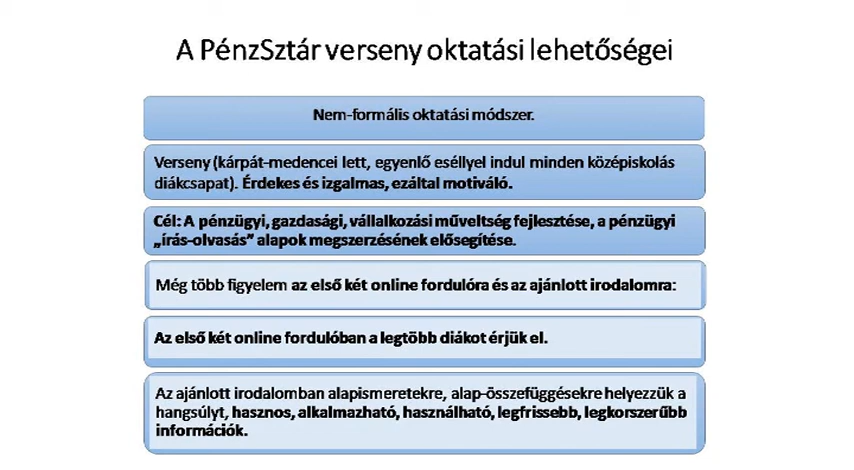 A PénzSztár verseny oktatási lehetőségei
Nem-formális oktatási módszer.
Verseny (kárpát-medencei lett, egyenlő eséllyel indul minden középiskolás
diákcsapat). Érdekes és izgalmas, ezáltal motiváló.
Cél: A pénzügyi, gazdasági, vállalkozási műveltség fejlesztése, a pénzügyi
„írás-olvasás” alapok megszerzésének elősegítése.
Még több figyelem az első két online fordulóra és az ajánlott irodalomra:
Az első két online fordulóban a legtöbb diákot érjük el.
Az ajánlott irodalomban alapismeretekre, alap-összefüggésekre helyezzük a
hangsúlyt, hasznos, alkalmazható, használható, legfrissebb, legkorszerűbb
információk.